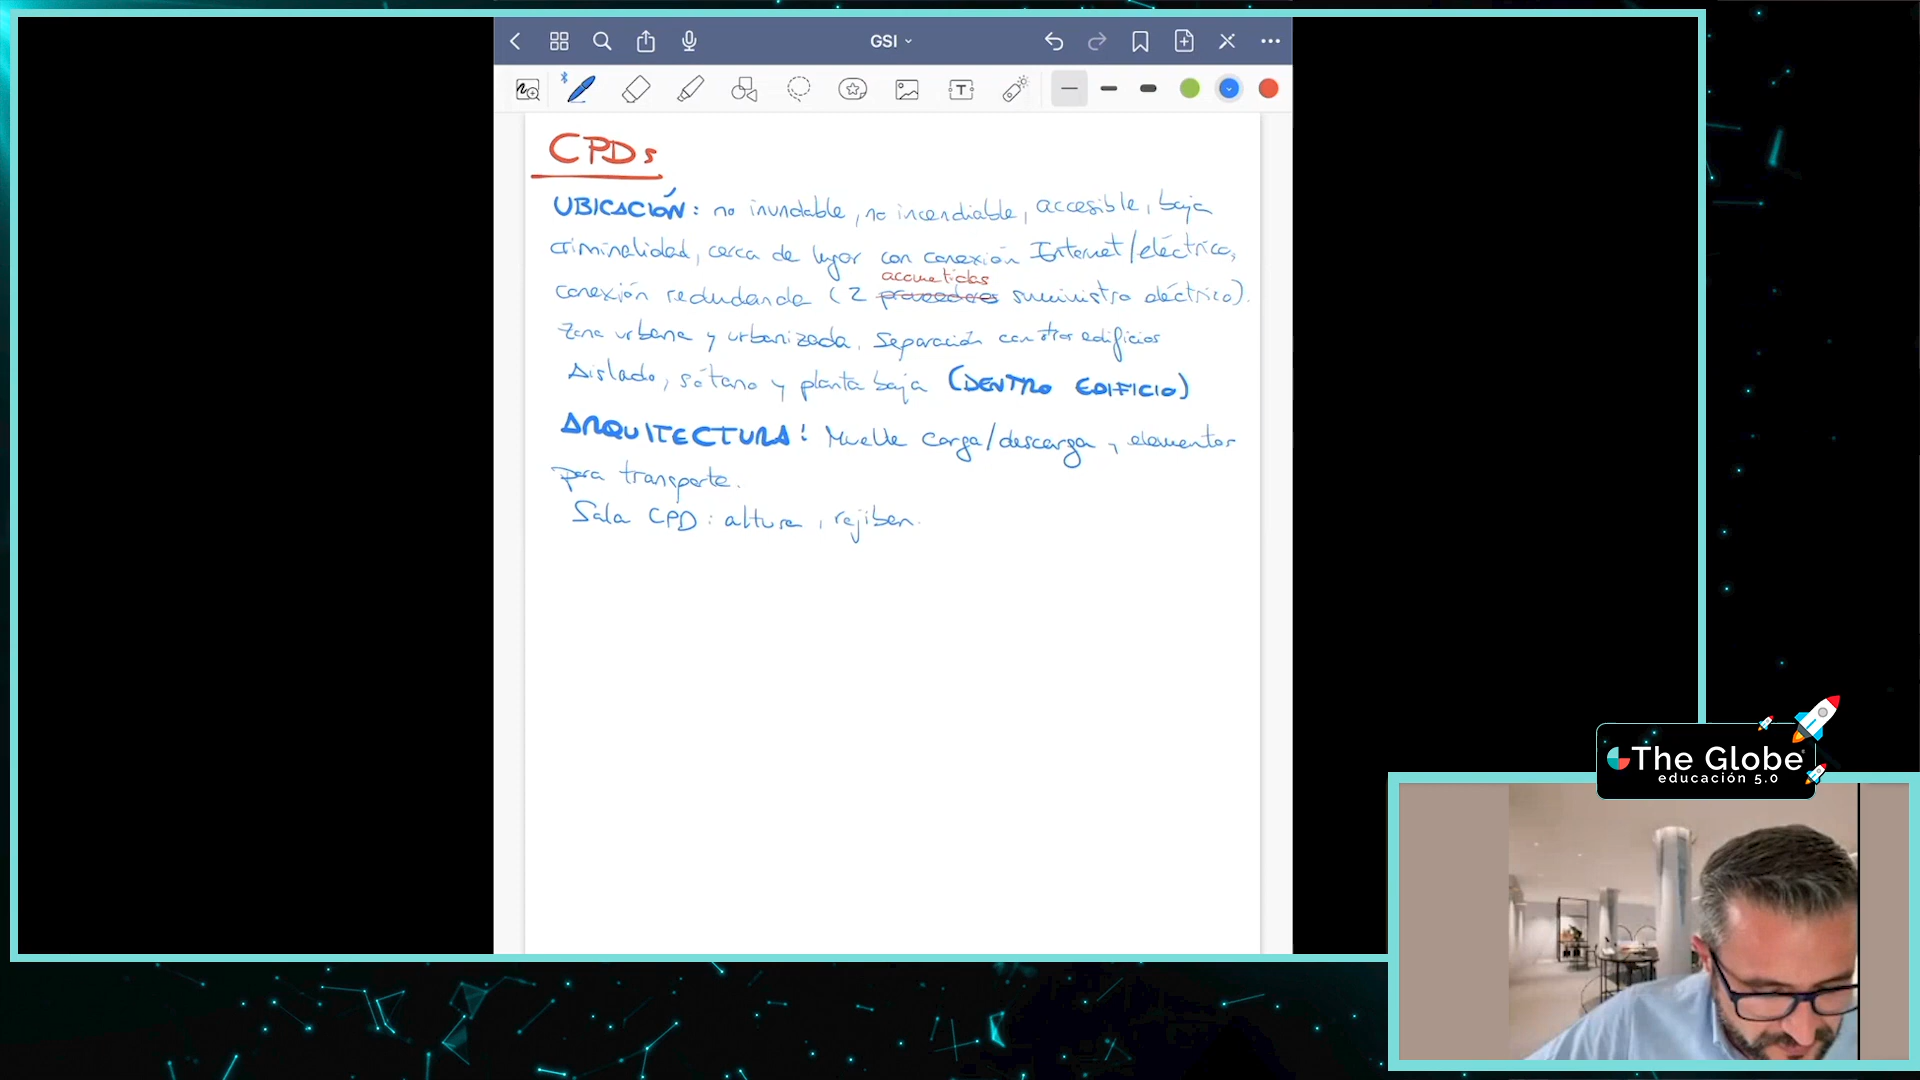 GSI
CPDs
UBICACIÓN: no inundable, no incendiable, accesible, baja
criminalidad, cerca de lugar con conexión Internet/eléctrica,
acometidas
conexión redundante (2 proveedores suministro eléctrico).
Zona urbana y urbanizada. Separación con otros edificios
Aislado, sótano y planta baja (DENTRO EDIFICIO)
ARQUITECTURA: Muelle carga/descarga y elementos
para transporte.
Sala CPD: altura,
The Globe
educación 5.0